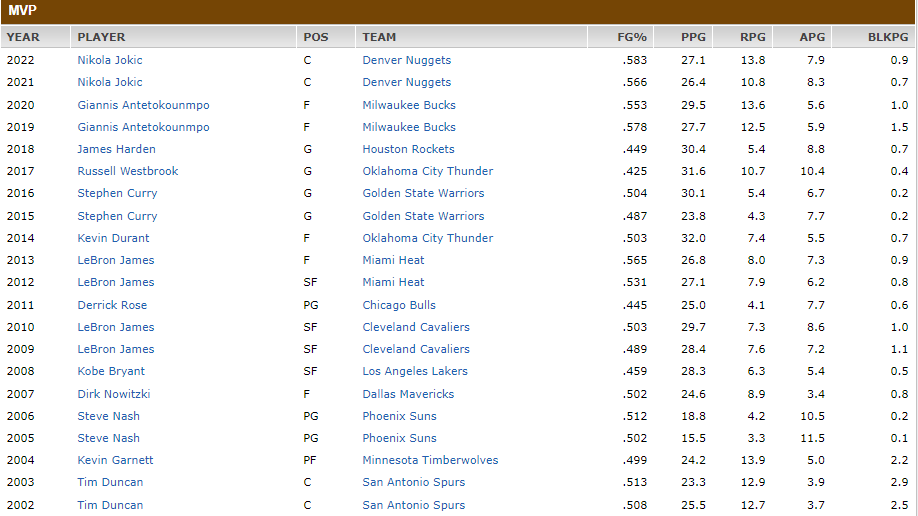 MVP
YEAR PLAYER POS TEAM FG% PPG RPG APG BLKPG
2022 Nikola Jokic C Denver Nuggets .583 27.1 13.8 7.9 0.9
2021 Nikola Jokic C Denver Nuggets .566 26.4 10.8 8.3 0.7
2020 Giannis Antetokounmpo F Milwaukee Bucks .553 29.5 13.6 5.6 1.0
2019 Giannis Antetokounmpo F Milwaukee Bucks .578 27.7 12.5 5.9 1.5
2018 James Harden G Houston Rockets .449 30.4 5.4 8.8 0.7
2017 Russell Westbrook G Oklahoma City Thunder .425 31.6 10.7 10.4 0.4
2016 Stephen Curry G Golden State Warriors .504 30.1 5.4 6.7 0.2
2015 Stephen Curry G Golden State Warriors .487 23.8 4.3 7.7 0.2
2014 Kevin Durant F Oklahoma City Thunder .503 32.0 7.4 5.5 0.7
2013 LeBron James F Miami Heat .565 26.8 8.0 7.3 0.9
2012 LeBron James SF Miami Heat .531 27.1 7.9 6.2 0.8
2011 Derrick Rose PG Chicago Bulls .445 25.0 4.1 7.7 0.6
2010 LeBron James SF Cleveland Cavaliers .503 29.7 7.3 8.6 1.0
2009 LeBron James SF Cleveland Cavaliers .489 28.4 7.6 7.2 1.1
2008 Kobe Bryant SF Los Angeles Lakers .459 28.3 6.3 5.4 0.5
2007 Dirk Nowitzki F Dallas Mavericks .502 24.6 8.9 3.4 0.8
2006 Steve Nash PG Phoenix Suns .512 18.8 4.2 10.5 0.2
2005 Steve Nash PG Phoenix Suns .502 15.5 3.3 11.5 0.1
2004 Kevin Garnett PF Minnesota Timberwolves .499 24.2 13.9 5.0 2.2
2003 Tim Duncan C San Antonio Spurs .513 23.3 12.9 3.9 2.9
2002 Tim Duncan C San Antonio Spurs .508 25.5 12.7 3.7 2.5